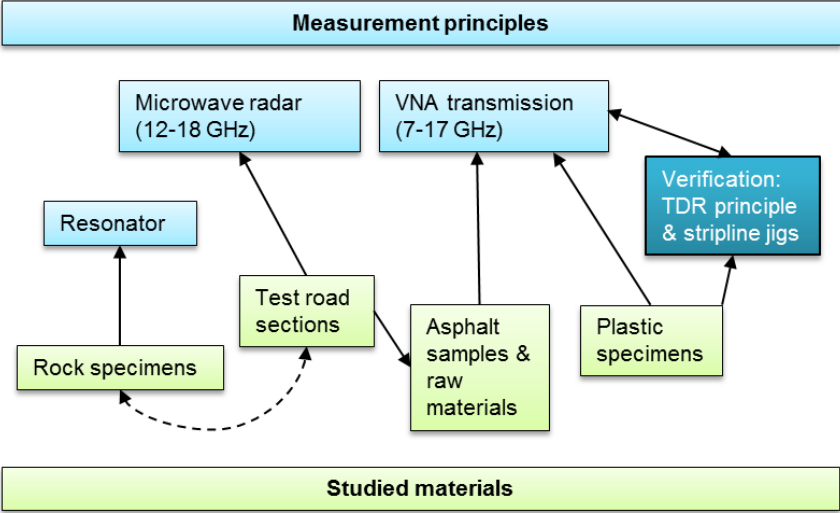 Measurement principles
Microwave radar
(12-18 GHz)
VNA transmission
(7-17 GHz)
Verification:
TDR principle
& stripline jigs
Resonator
Test road
sections
Asphalt
samples &
raw
materials
Plastic
specimens
Rock specimens
Studied materials